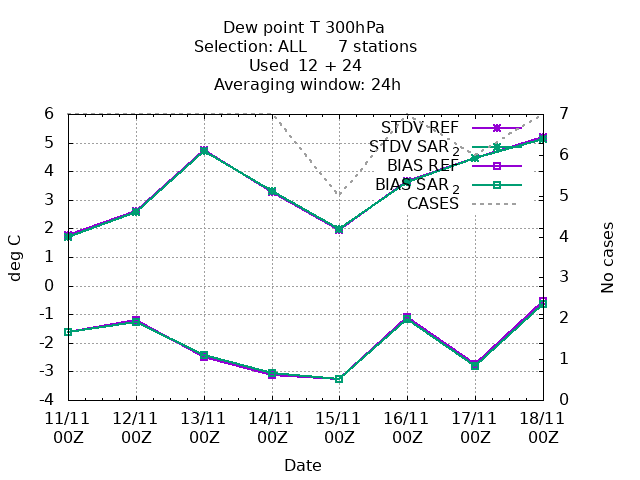 Dew point T 300hPa
Selection: ALL 7 stations
Used 12 + 24
Averaging window: 24h
6 7
5 6
4 5
3 4
2 3
1 2
0 1
-1 0
-2
-3
-4
STDV REF
STDV SAR 2
BIAS REF
BIAS SAR 2
CASES
deg C
No cases
11/11 12/11 13/11 14/11 15/11 16/11 17/11 18/11
00Z 00Z 00Z 00Z 00Z 00Z 00Z 00Z
Date